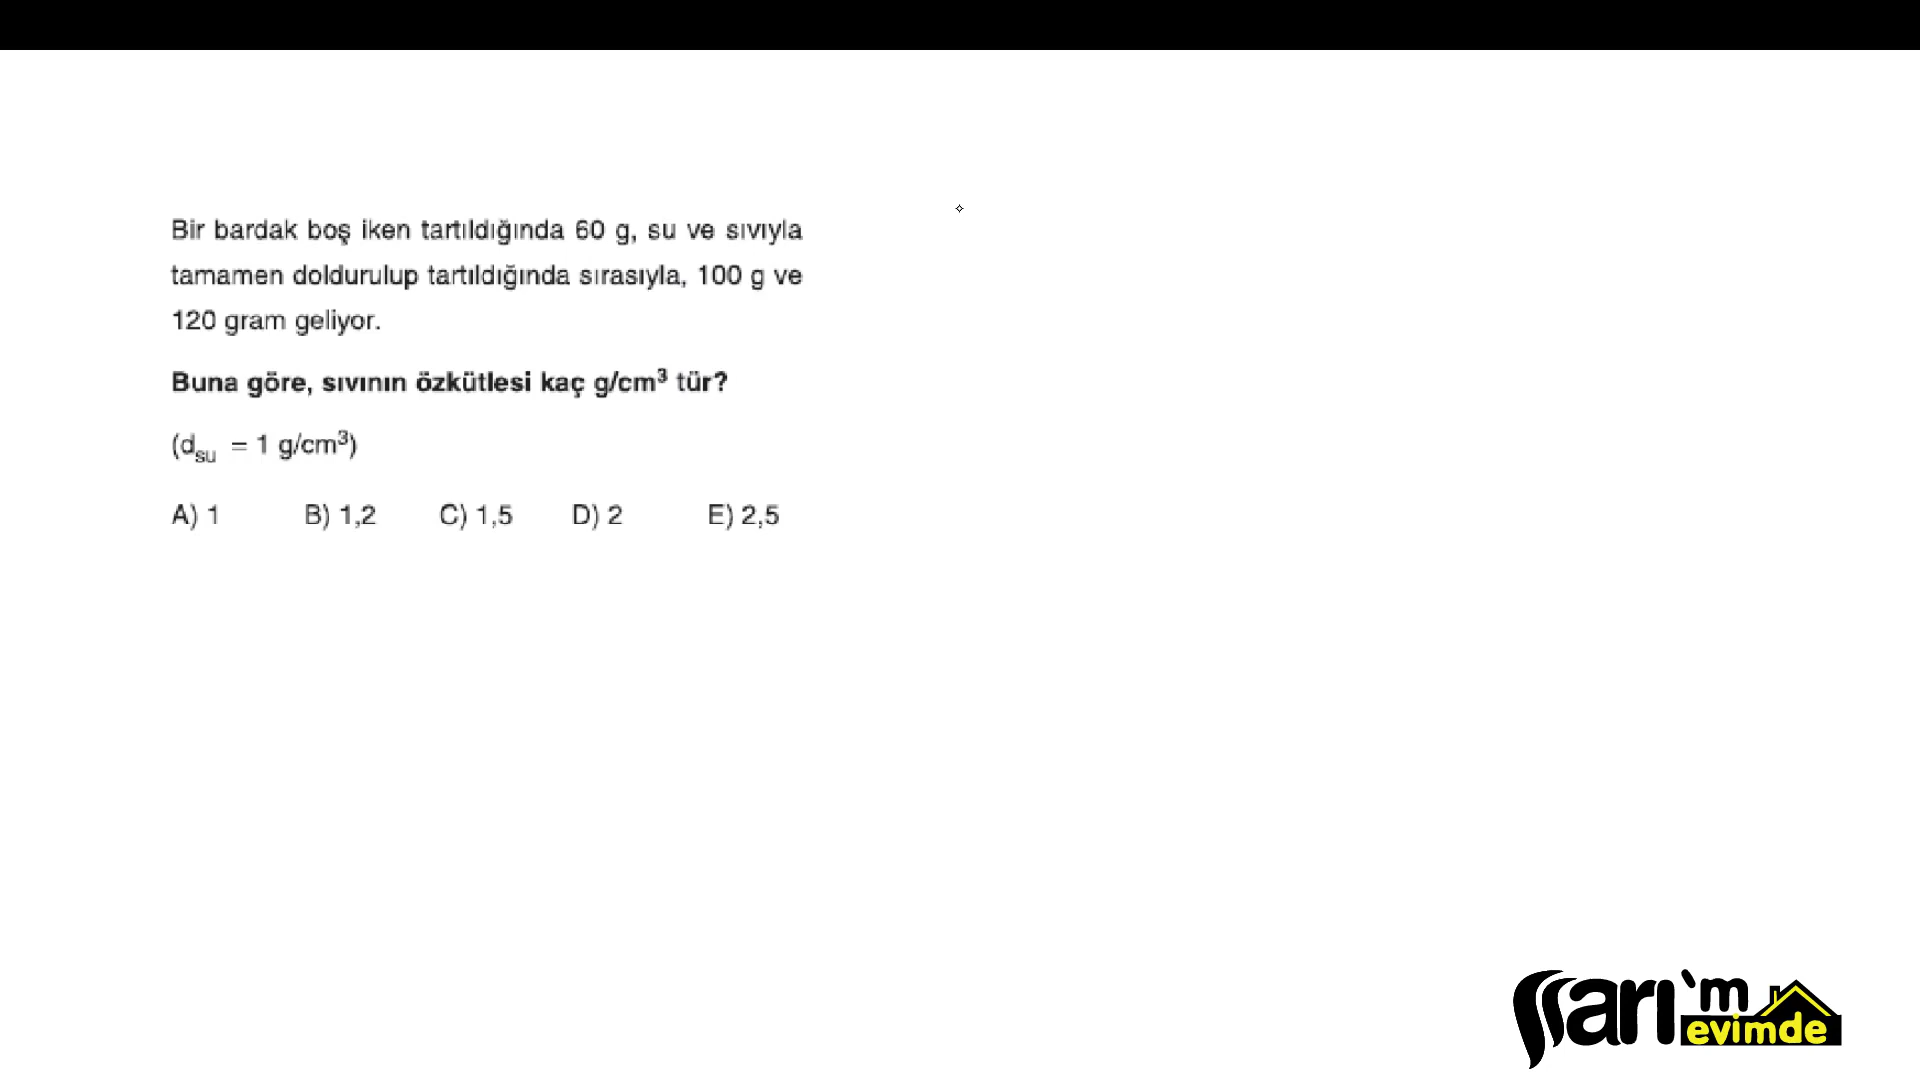 Bir bardak boş iken tartıldığında 60 g, su ve sıvıyla
tamamen doldurulup tartıldığında sırasıyla, 100 g ve
120 gram geliyor.
Buna göre, sıvının özkütlesi kaç g/cm³ tür?
(d_su = 1 g/cm³)
A) 1 B) 1,2 C) 1,5 D) 2 E) 2,5
Sarı'm
evimde